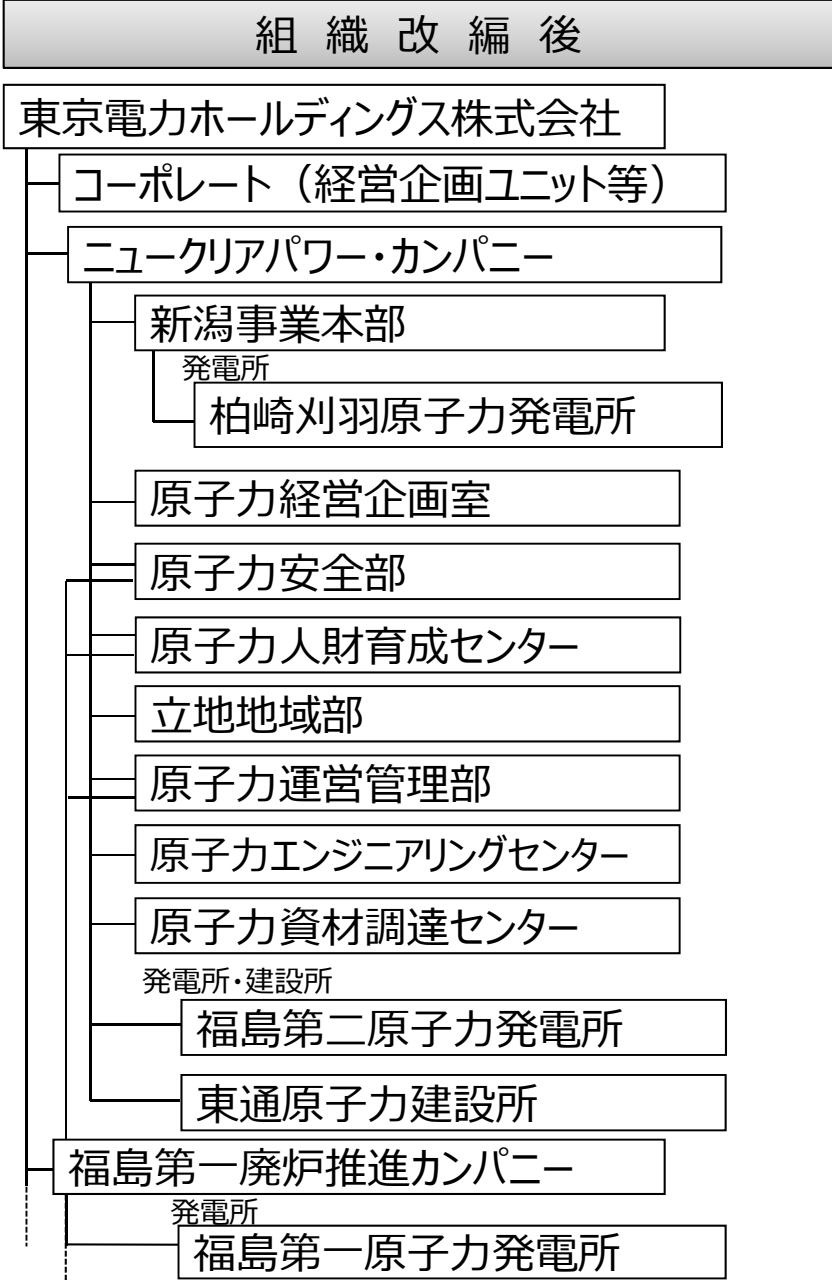 組織改編後
東京電力ホールディングス株式会社
コーポレート（経営企画ユニット等）
ニュークリアパワー・カンパニー
新潟事業本部
発電所
柏崎刈羽原子力発電所
原子力経営企画室
原子力安全部
原子力人財育成センター
立地地域部
原子力運営管理部
原子力エンジニアリングセンター
原子力資材調達センター
発電所・建設所
福島第二原子力発電所
東通原子力建設所
福島第一廃炉推進カンパニー
発電所
福島第一原子力発電所